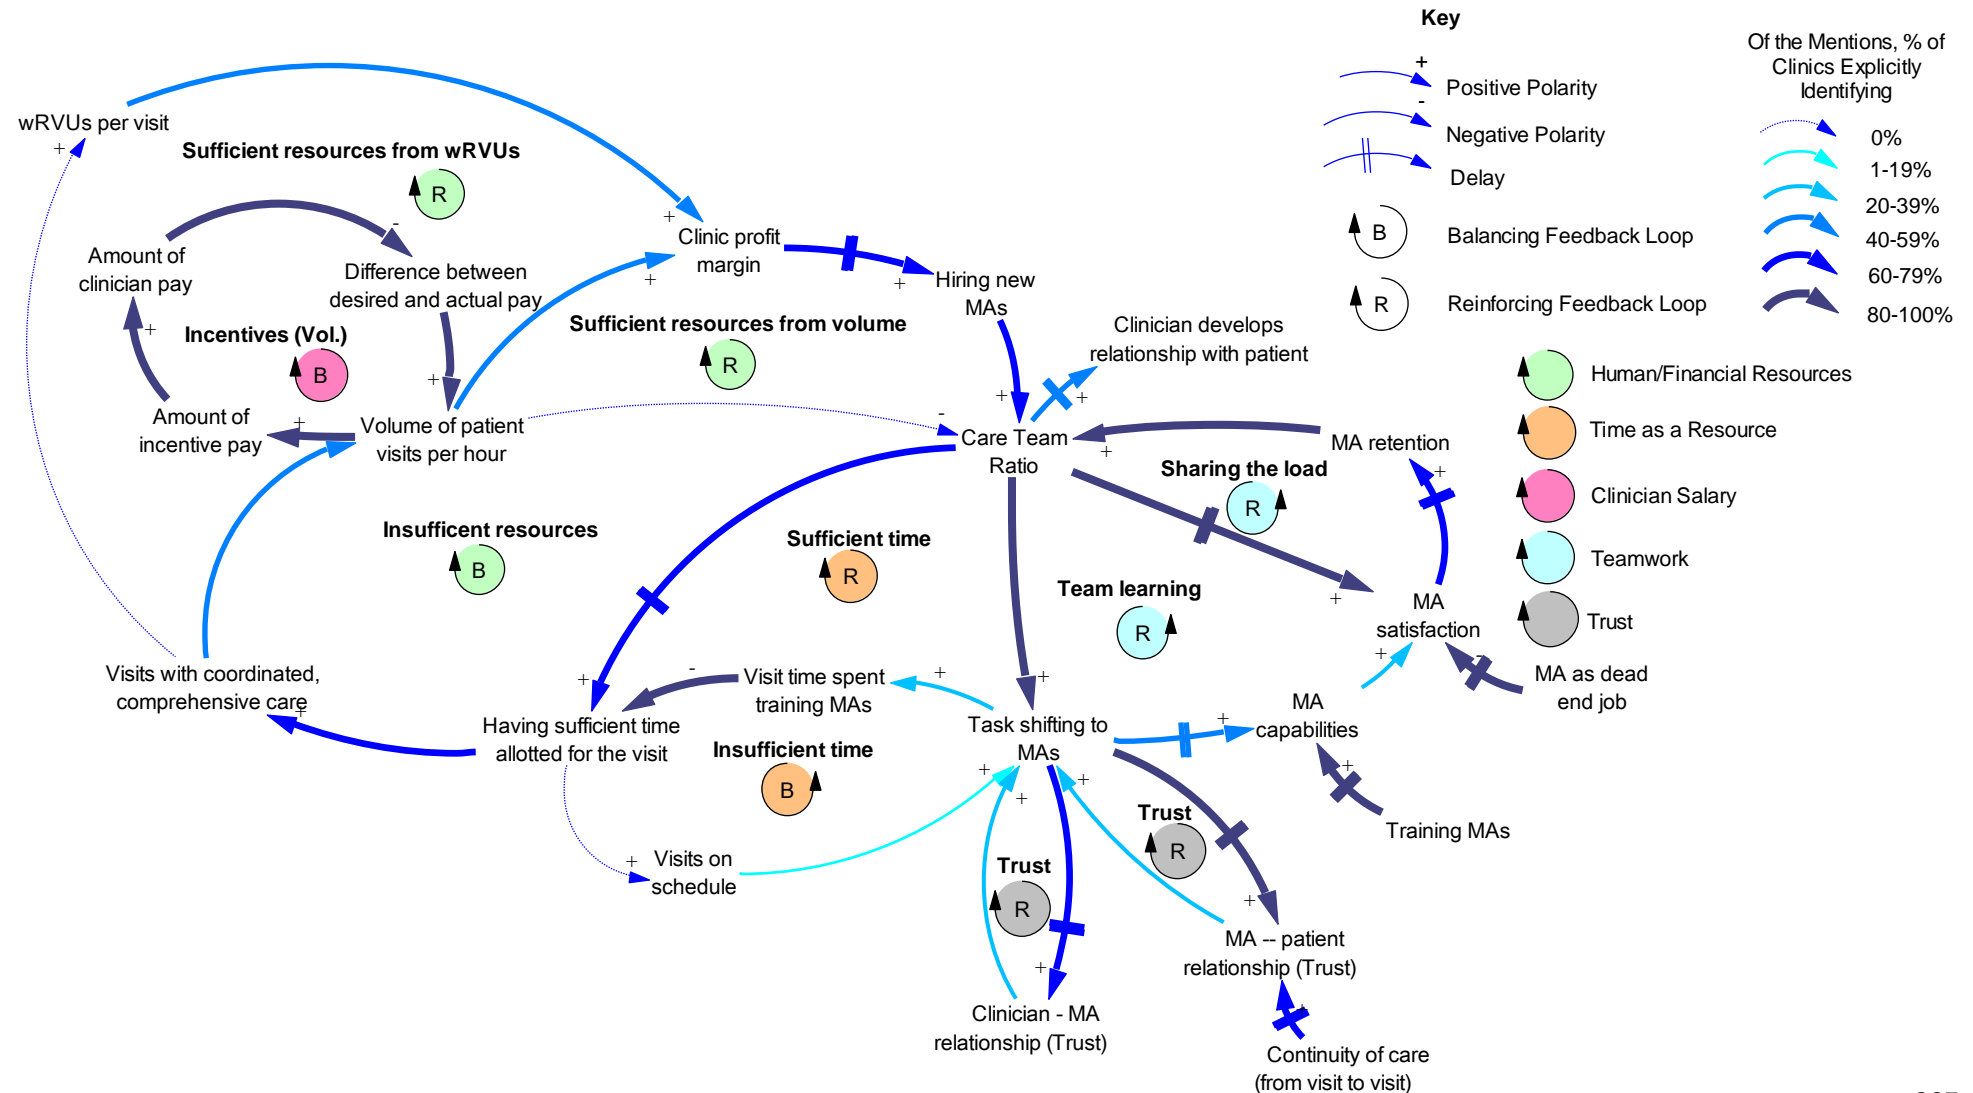 Key
+
Positive Polarity
-
Negative Polarity
Delay
B
Balancing Feedback Loop
R
Reinforcing Feedback Loop
Of the Mentions, % of
Clinics Explicitly
Identifying
0%
1-19%
20-39%
40-59%
60-79%
80-100%
Human/Financial Resources
Time as a Resource
Clinician Salary
Teamwork
Trust
wRVUs per visit
+
Sufficient resources from wRVUs
R
Amount of
clinician pay
+
-
Difference between
desired and actual pay
Incentives (Vol.)
B
+
Amount of
incentive pay
+
Volume of patient
visits per hour
+
+
Clinic profit
margin
Sufficient resources from volume
R
+
Hiring new
MAs
+
Clinician develops
relationship with patient
+
-
Care Team
Ratio
+
MA retention
+
Sharing the load
R
Insufficent resources
B
Sufficient time
R
Team learning
R
+
MA
satisfaction
+
-
MA as dead
end job
Visits with coordinated,
comprehensive care
+
+
-
Visit time spent
training MAs
+
Having sufficient time
allotted for the visit
Insufficient time
B
+
Task shifting to
MAs
+
MA
capabilities
+
Training MAs
+
+
+
+
Visits on
schedule
Trust
R
Trust
R
+
+
MA -- patient
relationship (Trust)
+
Clinician - MA
relationship (Trust)
Continuity of care
(from visit to visit)